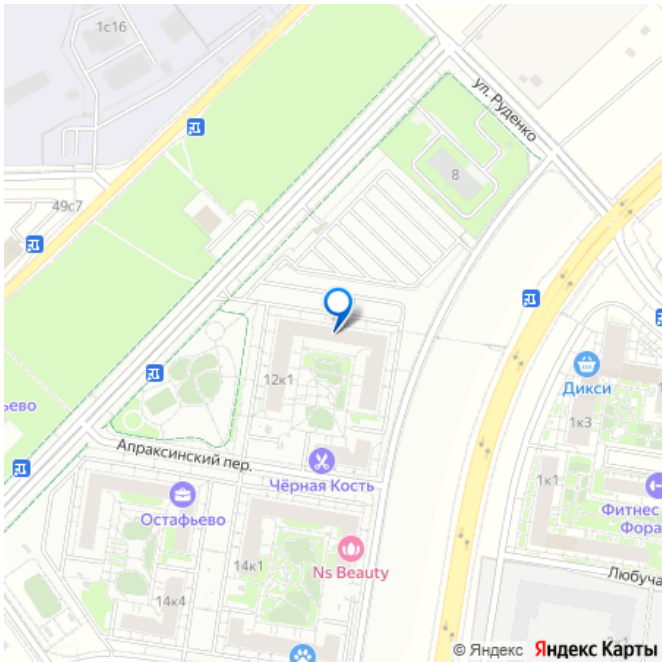 1с16
ул. Руденко
8
49с7
Дикси
12к1
1к3
ьево
Апраксинский пер.
Чёрная Кость
1к1
Остафьево
Фитнес
Фора
14к1
Ns Beauty
Любуча
14к4
2к1
© Яндекс Яндекс Карты